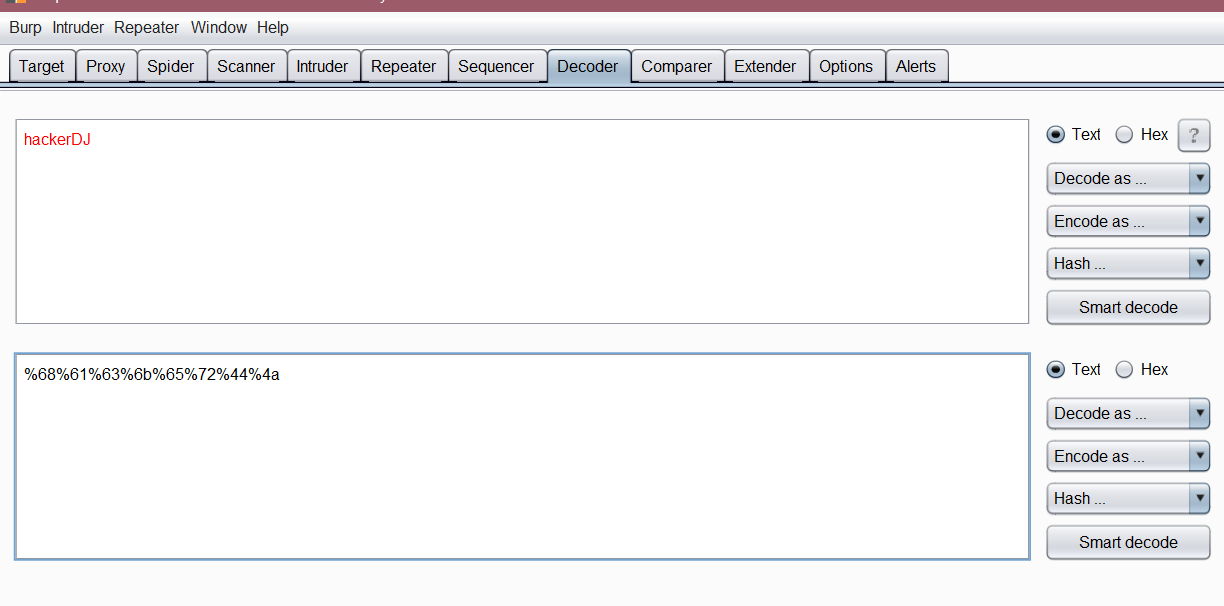 Burp Intruder Repeater Window Help
Target Proxy Spider Scanner Intruder Repeater Sequencer Decoder Comparer Extender Options Alerts
hackerDJ
Text Hex ?
Decode as ...
Encode as ...
Hash ...
Smart decode
%68%61%63%6b%65%72%44%4a
Text Hex
Decode as ...
Encode as ...
Hash ...
Smart decode